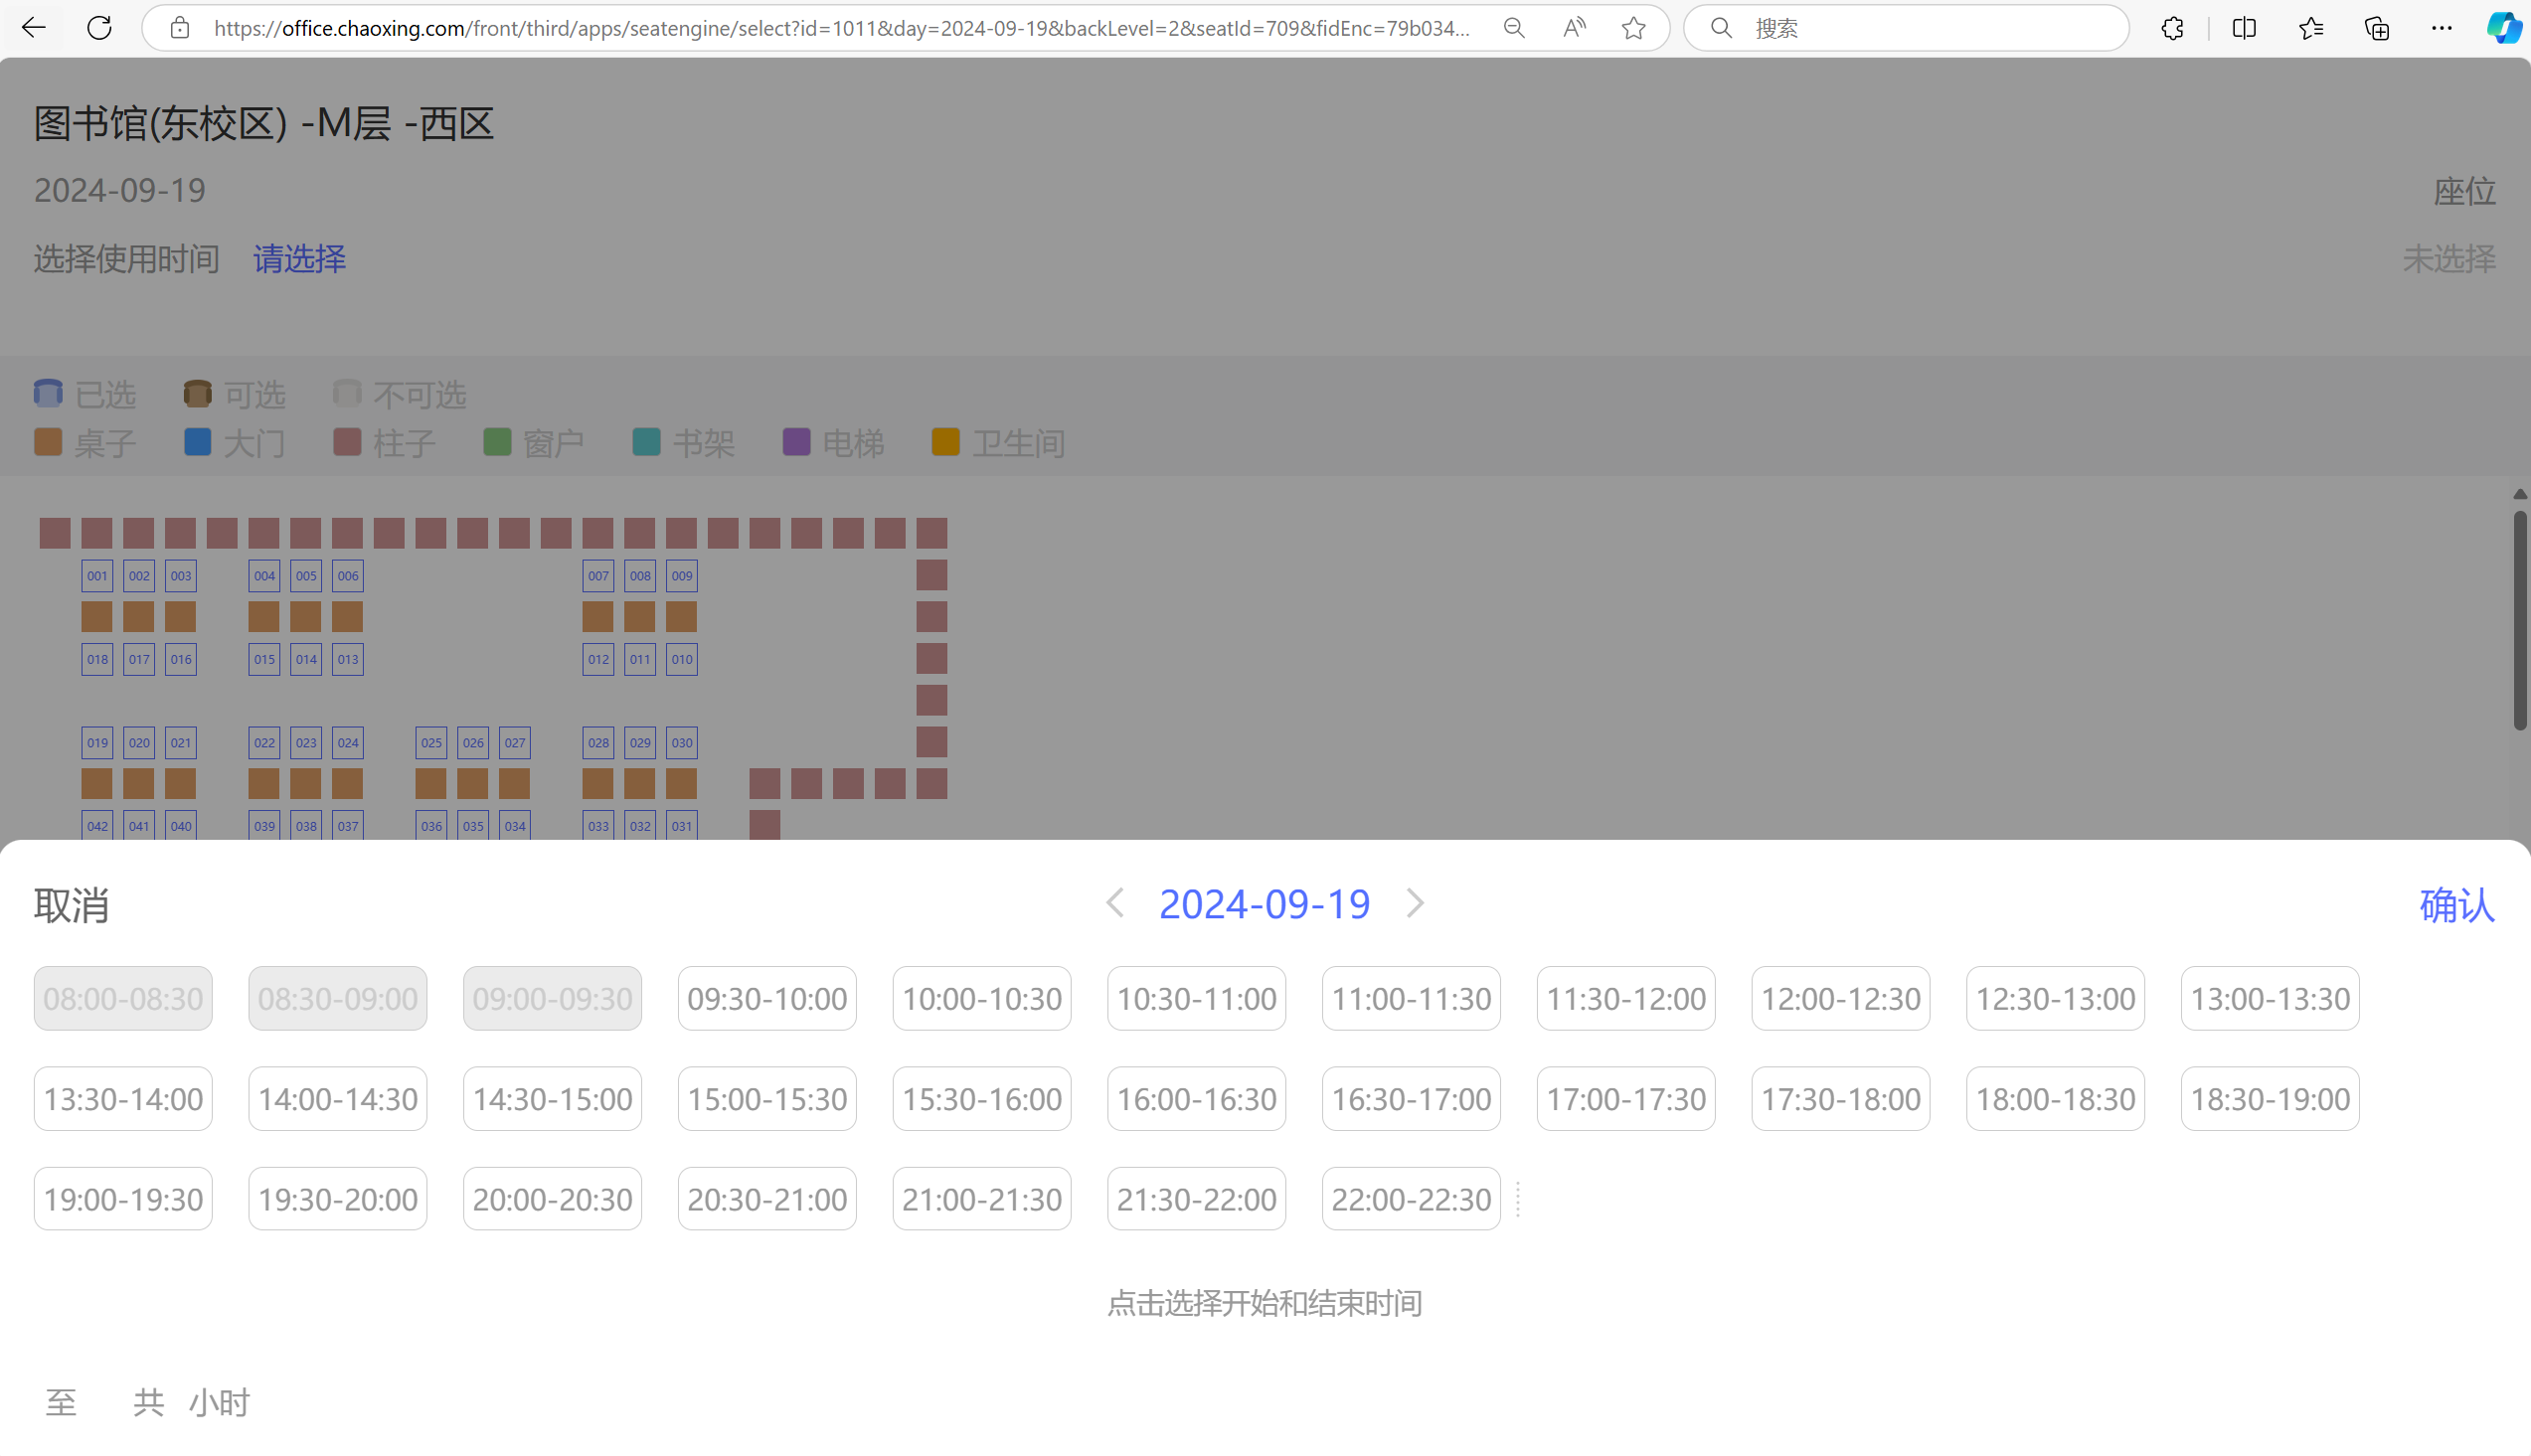 https://office.chaoxing.com/front/third/apps/seatengine/select?id=1011&day=2024-09-19&backLevel=2&seatId=709&fidEnc=79b034... 搜索
图书馆(东校区) -M层 -西区
2024-09-19 座位
选择使用时间 请选择 未选择
已选 可选 不可选
桌子 大门 柱子 窗户 书架 电梯 卫生间
001 002 003 004 005 006 007 008 009
018 017 016 015 014 013 012 011 010
019 020 021 022 023 024 025 026 027 028 029 030
042 041 040 039 038 037 036 035 034 033 032 031
取消 2024-09-19 确认
08:00-08:30 08:30-09:00 09:00-09:30 09:30-10:00 10:00-10:30 10:30-11:00 11:00-11:30 11:30-12:00 12:00-12:30 12:30-13:00 13:00-13:30
13:30-14:00 14:00-14:30 14:30-15:00 15:00-15:30 15:30-16:00 16:00-16:30 16:30-17:00 17:00-17:30 17:30-18:00 18:00-18:30 18:30-19:00
19:00-19:30 19:30-20:00 20:00-20:30 20:30-21:00 21:00-21:30 21:30-22:00 22:00-22:30
点击选择开始和结束时间
至 共 小时